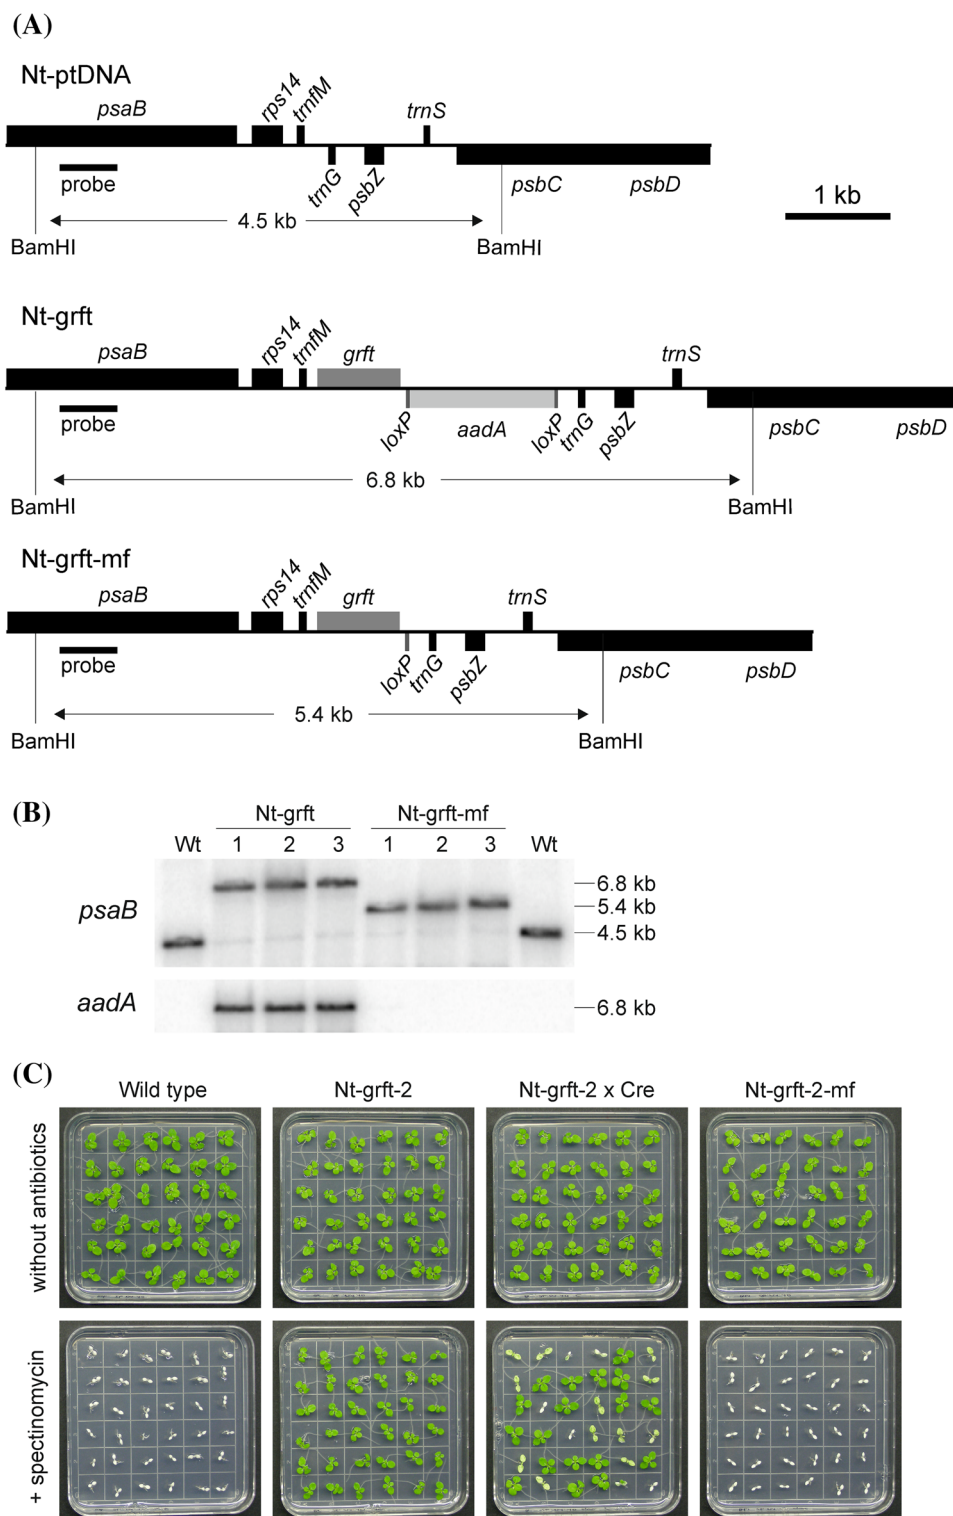 (A)
Nt-ptDNA
psaB rps14 trnfM trnS
probe trnG psbZ psbC psbD
1 kb
4.5 kb
BamHI BamHI
Nt-grft
psaB rps14 trnfM grft trnS
probe loxP aadA loxP trnG psbZ psbC psbD
6.8 kb
BamHI BamHI
Nt-grft-mf
psaB rps14 trnfM grft trnS
probe loxP trnG psbZ psbC psbD
5.4 kb
BamHI BamHI
(B)
Nt-grft Nt-grft-mf
Wt 1 2 3 1 2 3 Wt
psaB
6.8 kb
5.4 kb
4.5 kb
aadA
6.8 kb
(C)
Wild type Nt-grft-2 Nt-grft-2 x Cre Nt-grft-2-mf
without antibiotics
+ spectinomycin